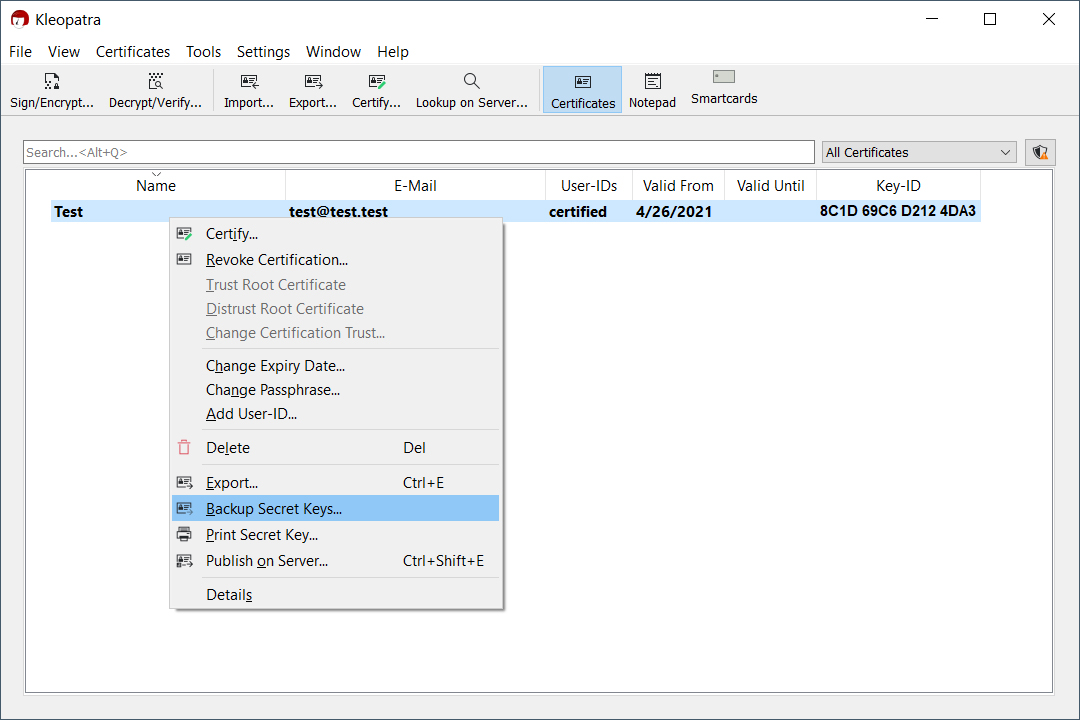 Kleopatra
File View Certificates Tools Settings Window Help
Sign/Encrypt... Decrypt/Verify... Import... Export... Certify... Lookup on Server... Certificates Notepad Smartcards
Search...<Alt+Q> All Certificates
Name E-Mail User-IDs Valid From Valid Until Key-ID
Test test@test.test certified 4/26/2021 8C1D 69C6 D212 4DA3
Certify...
Revoke Certification...
Trust Root Certificate
Distrust Root Certificate
Change Certification Trust...
Change Expiry Date...
Change Passphrase...
Add User-ID...
Delete Del
Export... Ctrl+E
Backup Secret Keys...
Print Secret Key...
Publish on Server... Ctrl+Shift+E
Details